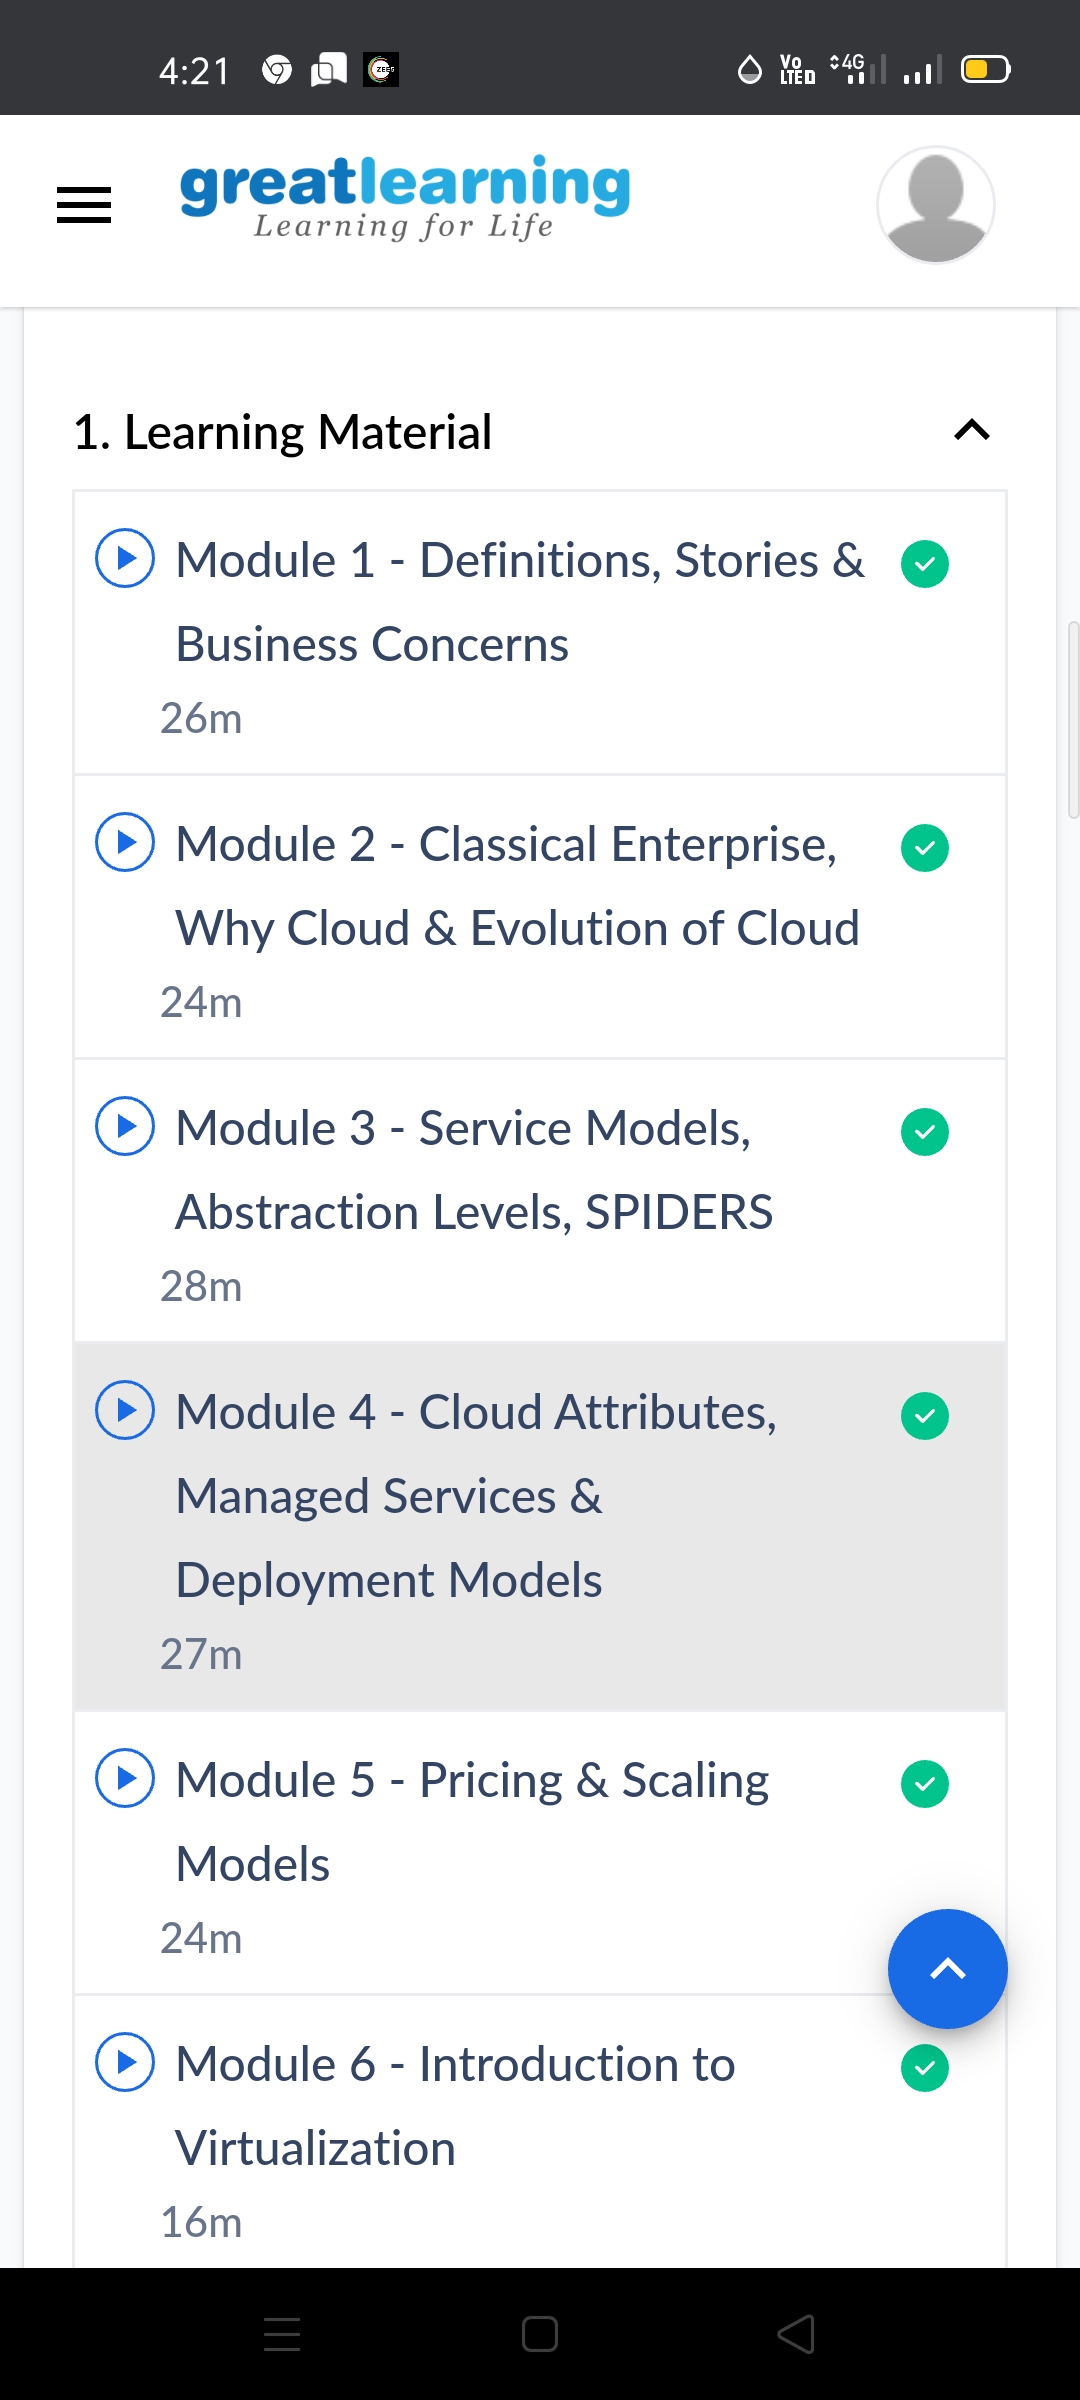 4:21
ZEE5
Vo
LTE D
4G
greatlearning
Learning for Life
1. Learning Material
Module 1 - Definitions, Stories &
Business Concerns
26m
Module 2 - Classical Enterprise,
Why Cloud & Evolution of Cloud
24m
Module 3 - Service Models,
Abstraction Levels, SPIDERS
28m
Module 4 - Cloud Attributes,
Managed Services &
Deployment Models
27m
Module 5 - Pricing & Scaling
Models
24m
Module 6 - Introduction to
Virtualization
16m